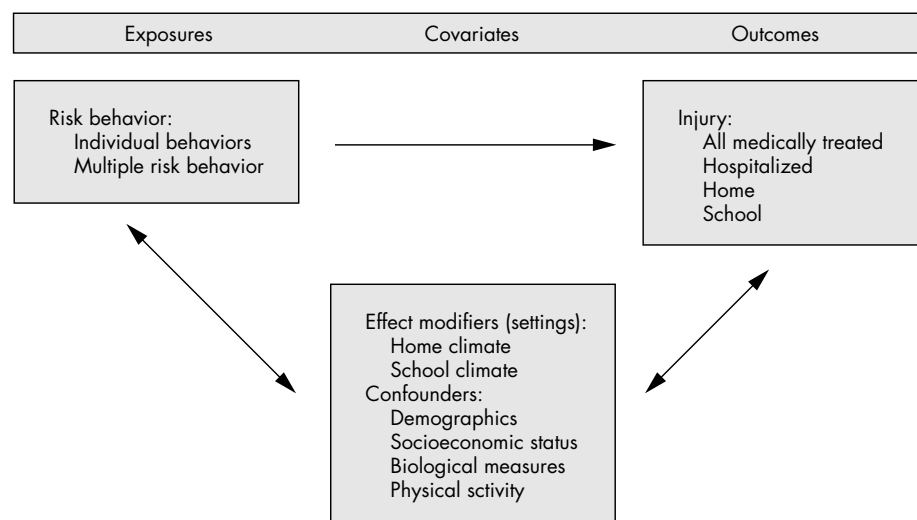 Exposures Covariates Outcomes
Risk behavior:
Individual behaviors
Multiple risk behavior
Injury:
All medically treated
Hospitalized
Home
School
Effect modifiers (settings):
Home climate
School climate
Confounders:
Demographics
Socioeconomic status
Biological measures
Physical sctivity